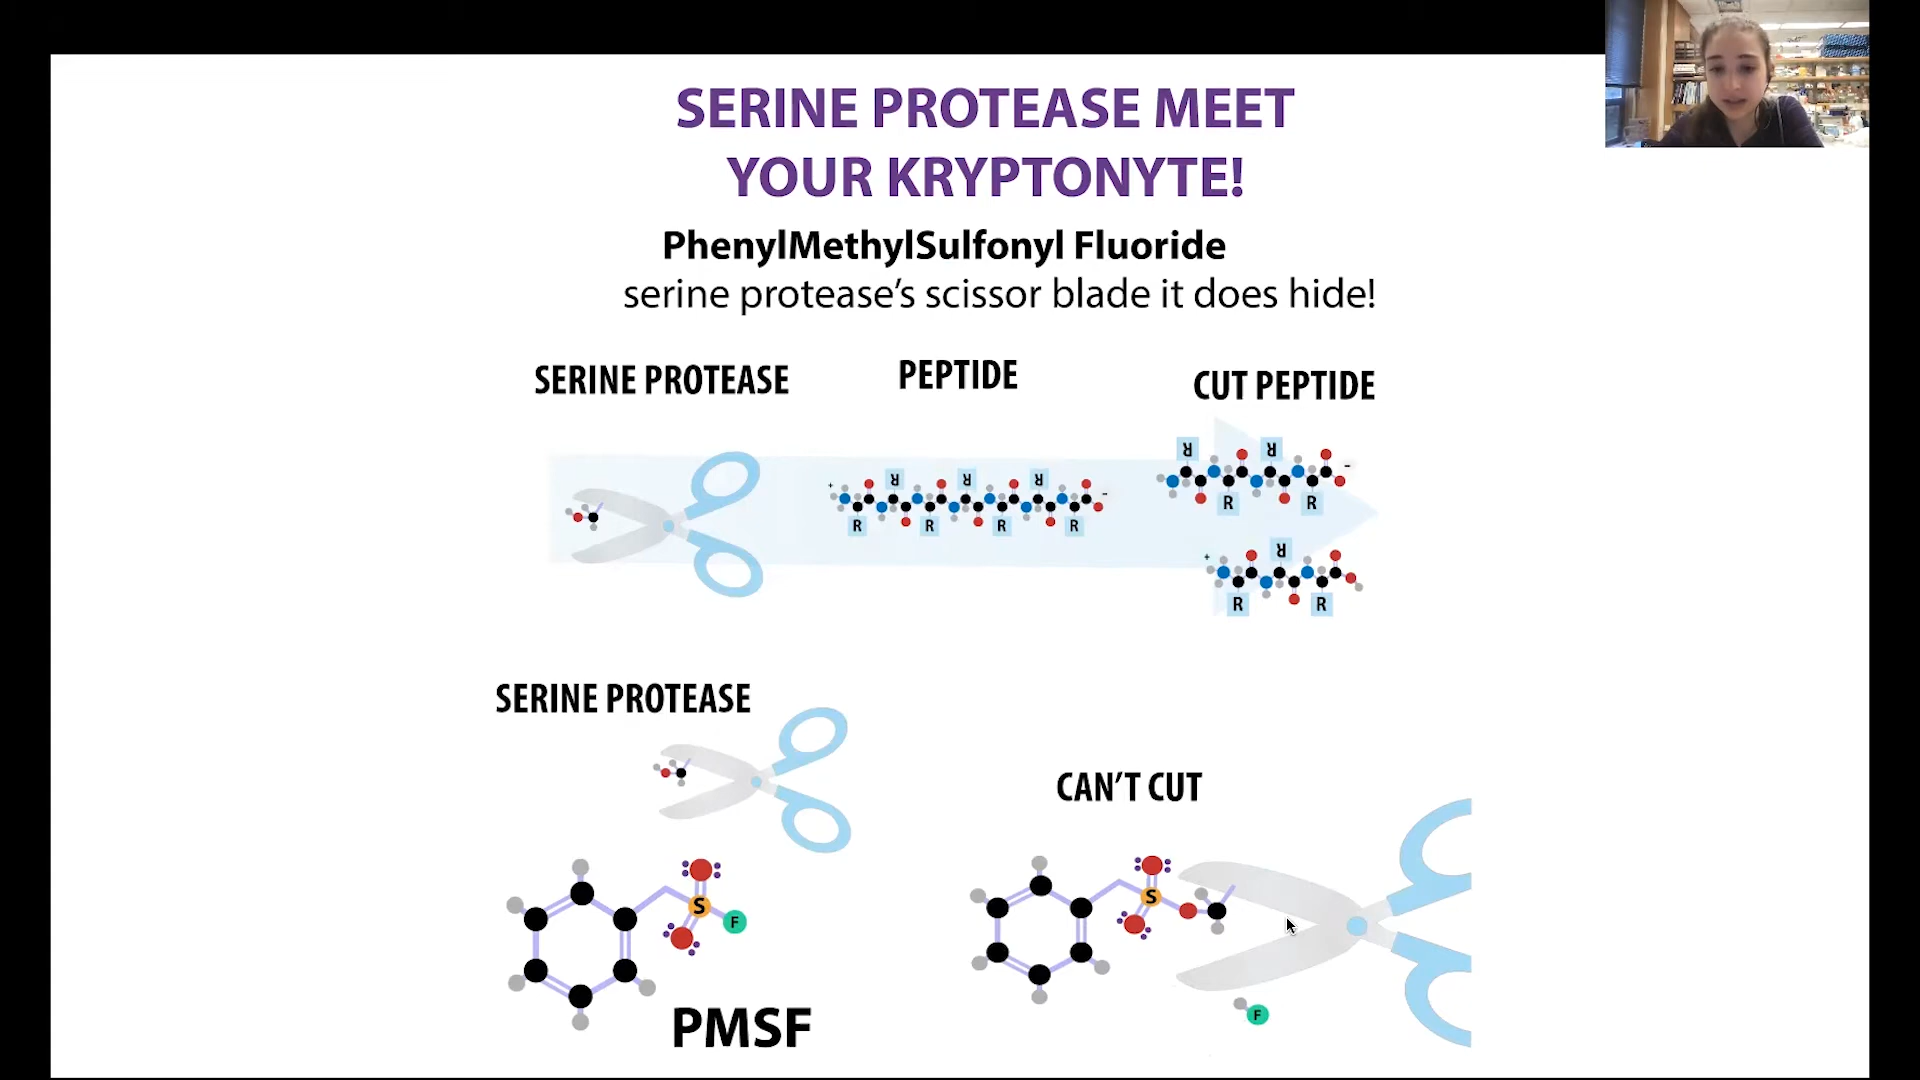 SERINE PROTEASE MEET
YOUR KRYPTONYTE!
PhenylMethylSulfonyl Fluoride
serine protease's scissor blade it does hide!
SERINE PROTEASE
PEPTIDE
CUT PEPTIDE
R R R
R R R R
R R
R R
R
R R
SERINE PROTEASE
CAN'T CUT
S
F
S
F
PMSF